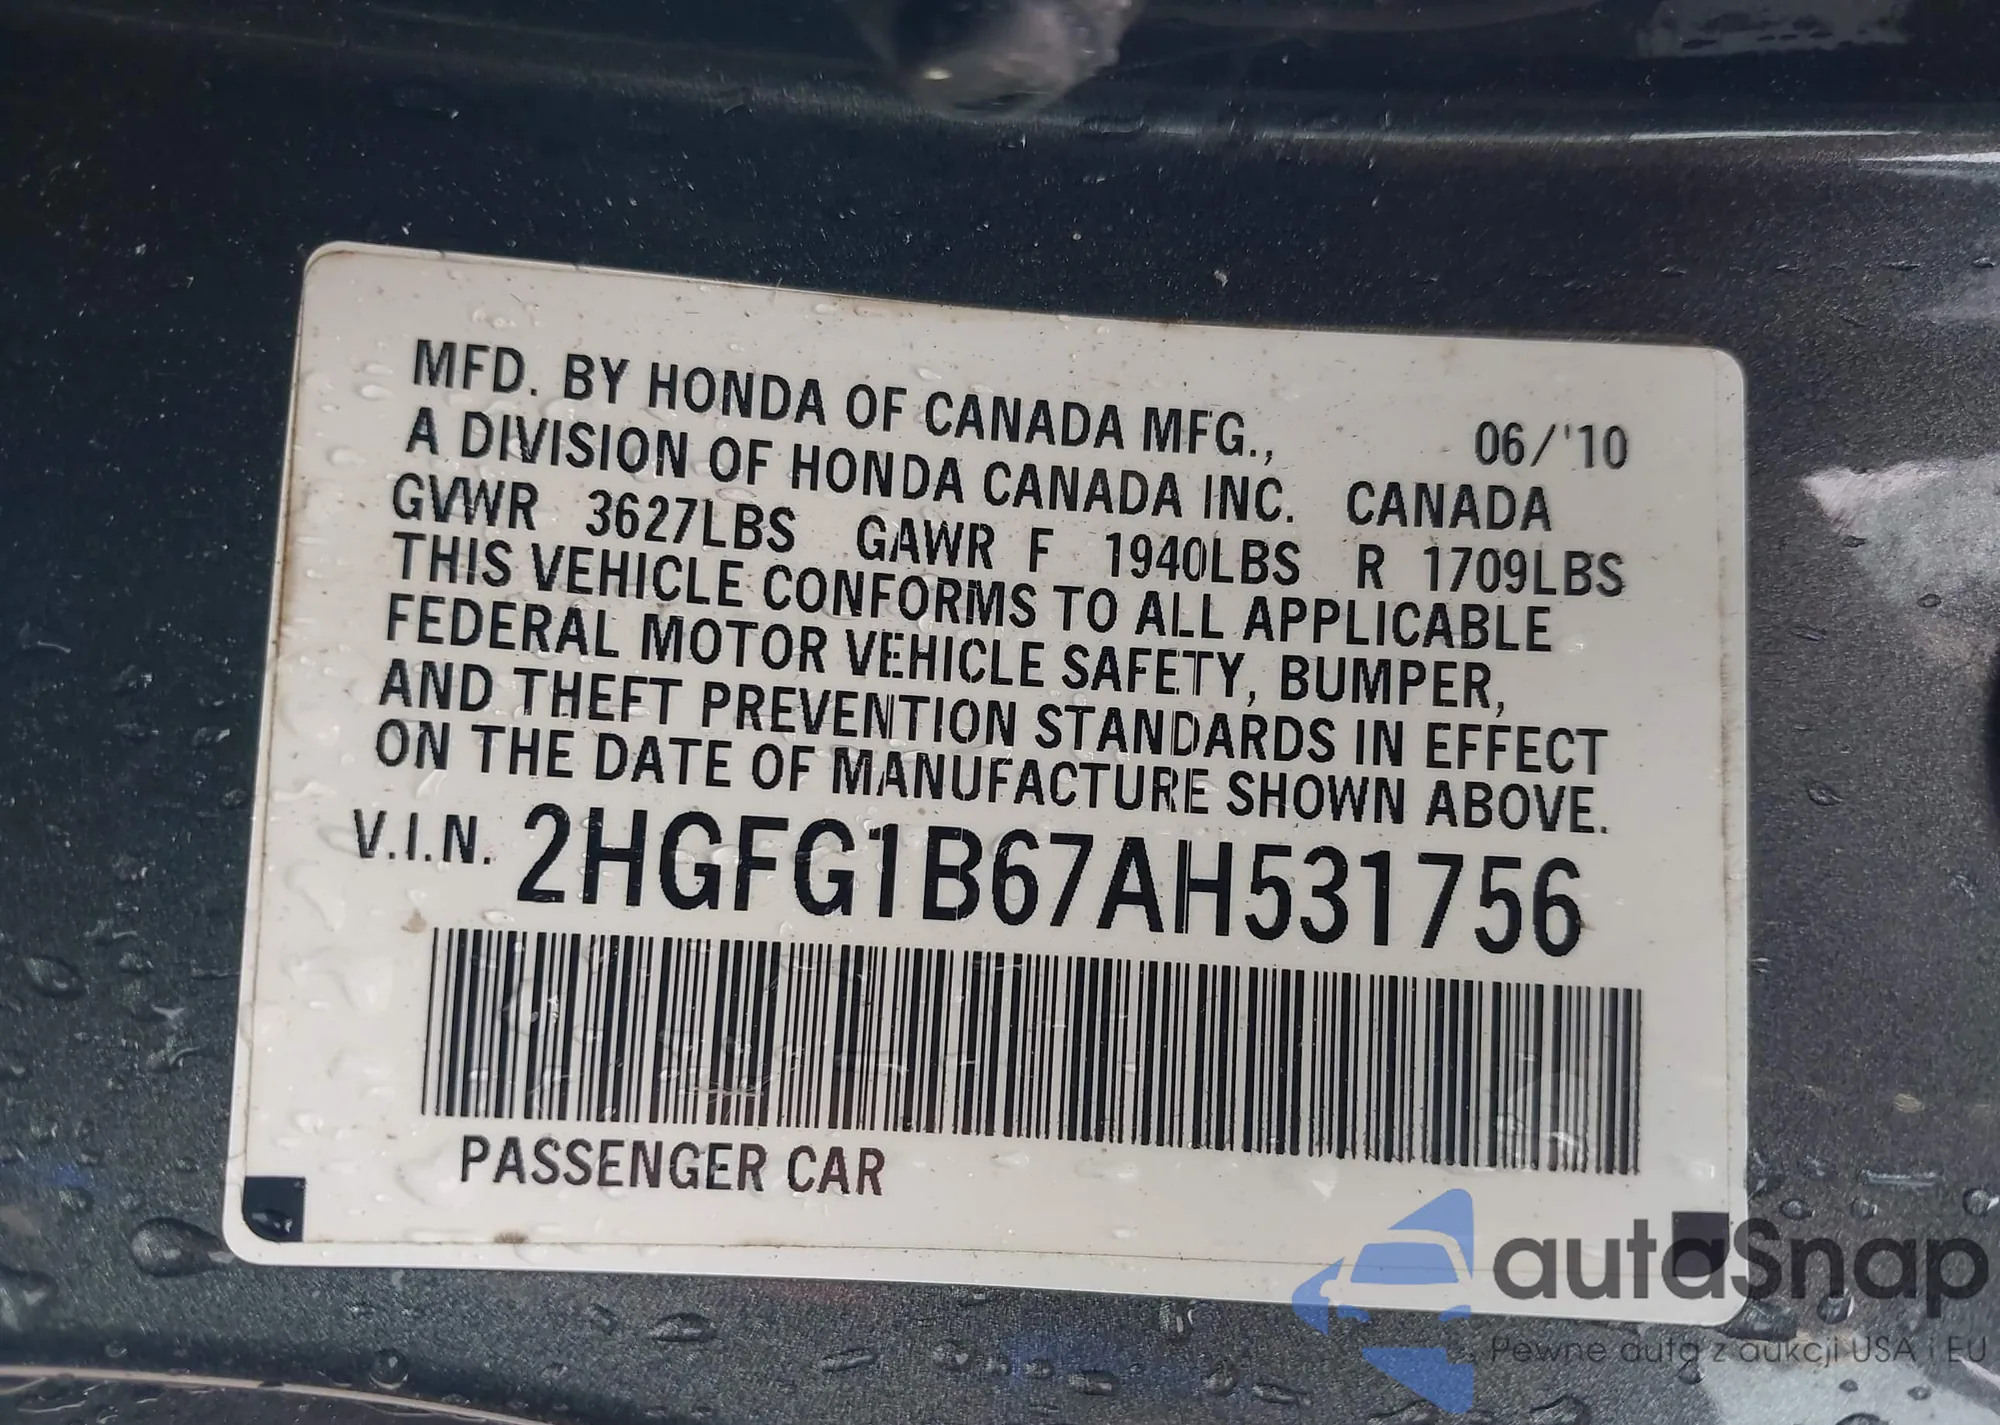 MFD. BY HONDA OF CANADA MFG., 06/'10
A DIVISION OF HONDA CANADA INC. CANADA
GVWR 3627LBS GAWR F 1940LBS R 1709LBS
THIS VEHICLE CONFORMS TO ALL APPLICABLE
FEDERAL MOTOR VEHICLE SAFETY, BUMPER,
AND THEFT PREVENTION STANDARDS IN EFFECT
ON THE DATE OF MANUFACTURE SHOWN ABOVE.
V.I.N. 2HGFG1B67AH531756
PASSENGER CAR
autaSnap
Pewne auta z aukcji USA i EU